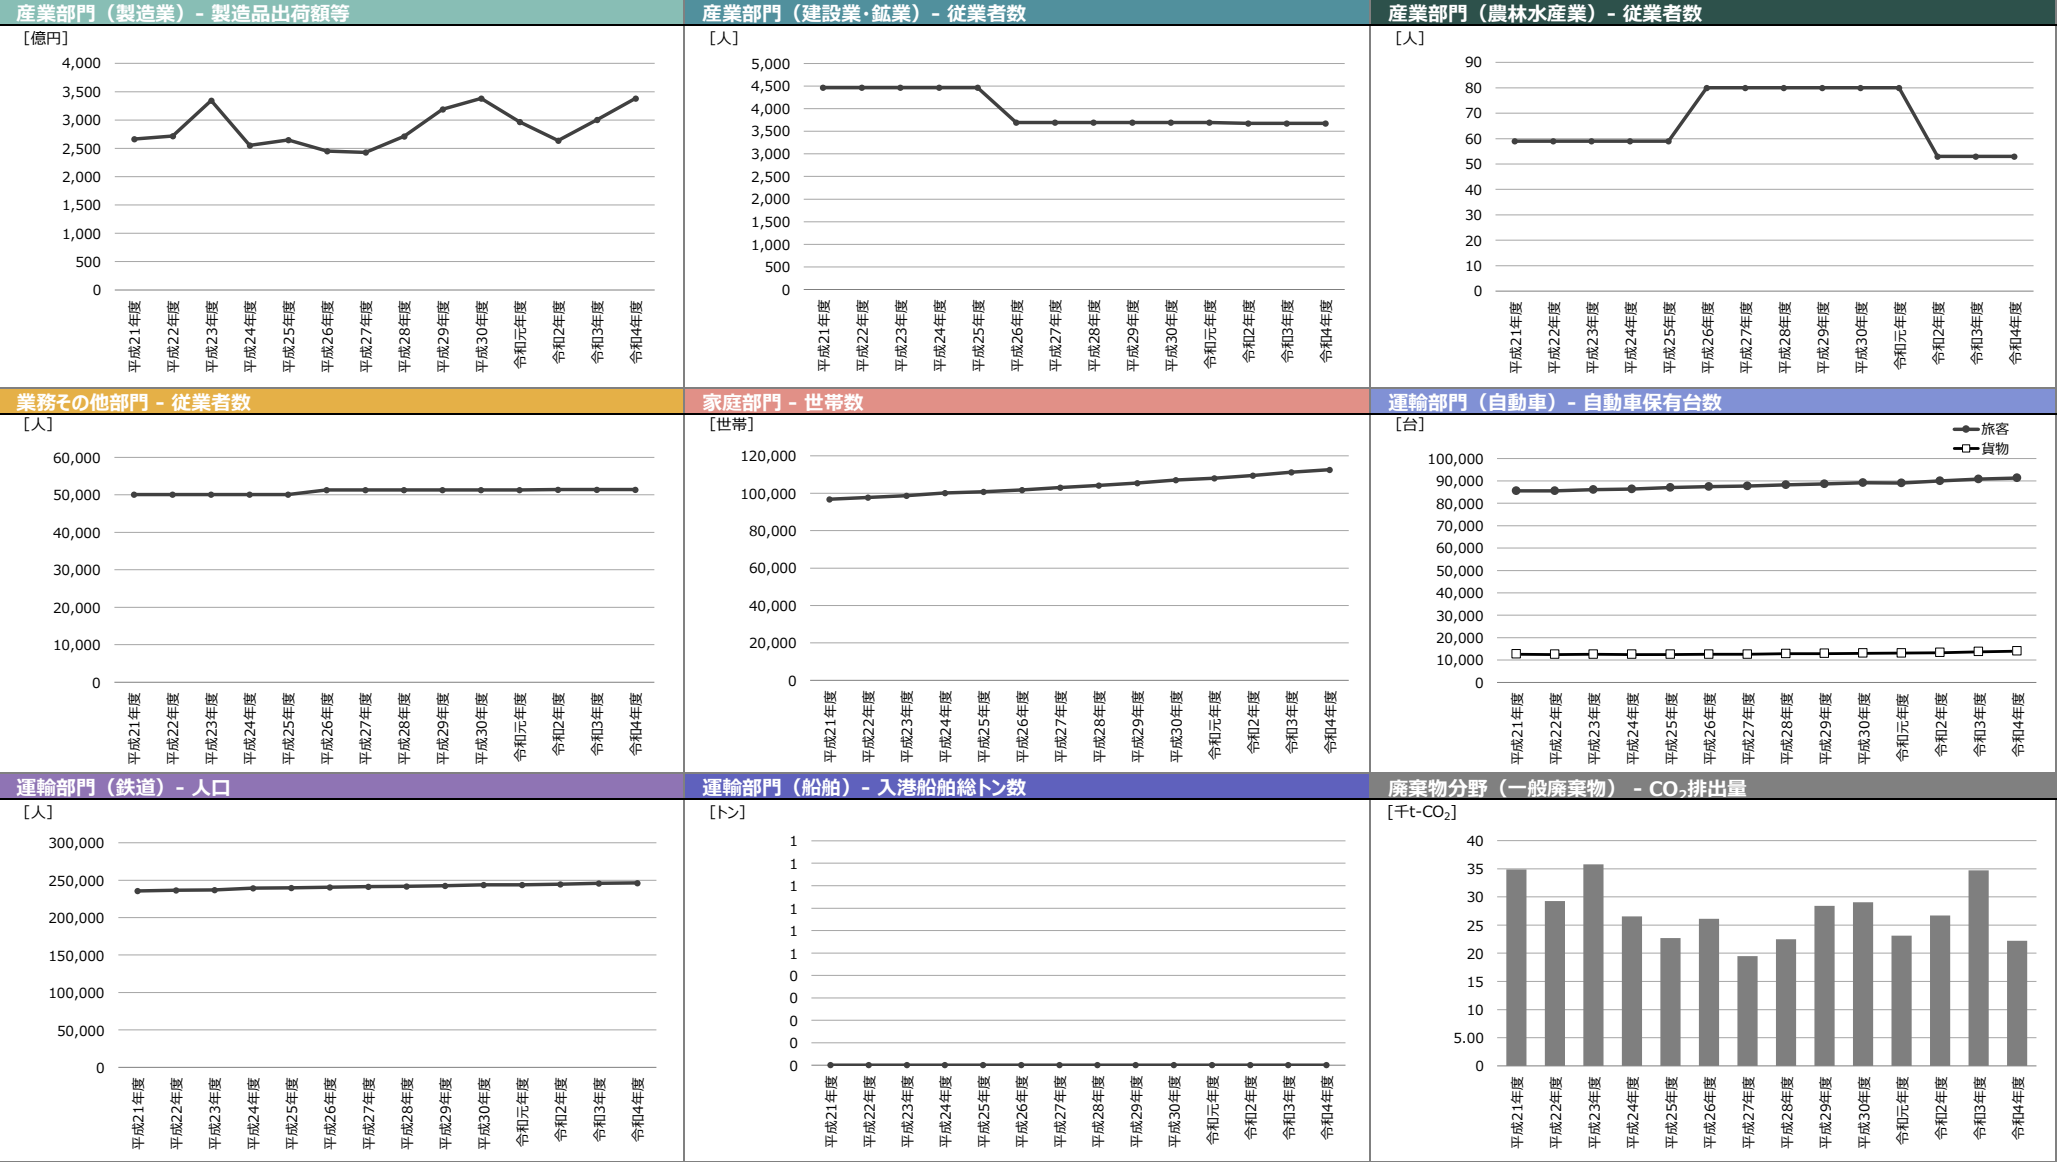 産業部門（製造業）- 製造品出荷額等
［億円］
4,000
3,500
3,000
2,500
2,000
1,500
1,000
500
0
平成21年度
平成22年度
平成23年度
平成24年度
平成25年度
平成26年度
平成27年度
平成28年度
平成29年度
平成30年度
令和元年度
令和2年度
令和3年度
令和4年度
産業部門（建設業･鉱業）- 従業者数
［人］
5,000
4,500
4,000
3,500
3,000
2,500
2,000
1,500
1,000
500
0
平成21年度
平成22年度
平成23年度
平成24年度
平成25年度
平成26年度
平成27年度
平成28年度
平成29年度
平成30年度
令和元年度
令和2年度
令和3年度
令和4年度
産業部門（農林水産業）- 従業者数
［人］
90
80
70
60
50
40
30
20
10
0
平成21年度
平成22年度
平成23年度
平成24年度
平成25年度
平成26年度
平成27年度
平成28年度
平成29年度
平成30年度
令和元年度
令和2年度
令和3年度
令和4年度
業務その他部門 - 従業者数
［人］
60,000
50,000
40,000
30,000
20,000
10,000
0
平成21年度
平成22年度
平成23年度
平成24年度
平成25年度
平成26年度
平成27年度
平成28年度
平成29年度
平成30年度
令和元年度
令和2年度
令和3年度
令和4年度
家庭部門 - 世帯数
［世帯］
120,000
100,000
80,000
60,000
40,000
20,000
0
平成21年度
平成22年度
平成23年度
平成24年度
平成25年度
平成26年度
平成27年度
平成28年度
平成29年度
平成30年度
令和元年度
令和2年度
令和3年度
令和4年度
運輸部門（自動車）- 自動車保有台数
［台］
旅客
貨物
100,000
90,000
80,000
70,000
60,000
50,000
40,000
30,000
20,000
10,000
0
平成21年度
平成22年度
平成23年度
平成24年度
平成25年度
平成26年度
平成27年度
平成28年度
平成29年度
平成30年度
令和元年度
令和2年度
令和3年度
令和4年度
運輸部門（鉄道）- 人口
［人］
300,000
250,000
200,000
150,000
100,000
50,000
0
平成21年度
平成22年度
平成23年度
平成24年度
平成25年度
平成26年度
平成27年度
平成28年度
平成29年度
平成30年度
令和元年度
令和2年度
令和3年度
令和4年度
運輸部門（船舶）- 入港船舶総トン数
［トン］
1
1
1
1
1
1
0
0
0
0
0
平成21年度
平成22年度
平成23年度
平成24年度
平成25年度
平成26年度
平成27年度
平成28年度
平成29年度
平成30年度
令和元年度
令和2年度
令和3年度
令和4年度
廃棄物分野（一般廃棄物） - CO₂排出量
［千t-CO₂］
40
35
30
25
20
15
10
5.00
0
平成21年度
平成22年度
平成23年度
平成24年度
平成25年度
平成26年度
平成27年度
平成28年度
平成29年度
平成30年度
令和元年度
令和2年度
令和3年度
令和4年度